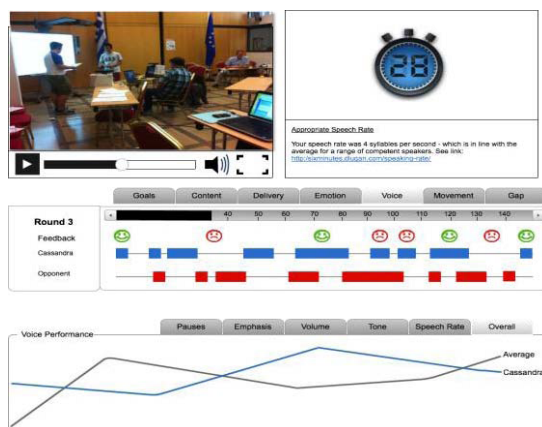 28
Appropriate Speech Rate
Your speech rate was 4 syllables per second - which is in line with the
average for a range of competent speakers. See link:
http://sixminutes.dlugan.com/speaking-rate/
Goals Content Delivery Emotion Voice Movement Gap
Round 3
40 50 60 70 80 90 100 110 120 130 140
Feedback
Cassandra
Opponent
Voice Performance
Pauses Emphasis Volume Tone Speech Rate Overall
Average
Cassandra